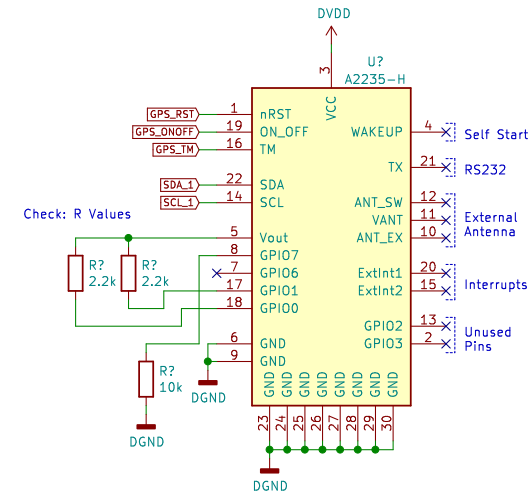 DVDD
U?
A2235-H
3
VCC
GPS_RST
1
nRST
GPS_ONOFF
19
ON_OFF
GPS_TM
16
TM
SDA_1
22
SDA
SCL_1
14
SCL
Check: R Values
5
Vout
8
GPIO7
7
GPIO6
17
GPIO1
18
GPIO0
R?
2.2k
R?
2.2k
6
GND
9
GND
R?
10k
DGND
DGND
WAKEUP
4
Self Start
TX
21
RS232
ANT_SW
12
VANT
11
ANT_EX
10
External
Antenna
ExtInt1
20
ExtInt2
15
Interrupts
GPIO2
13
GPIO3
2
Unused
Pins
GND GND GND GND GND GND GND GND
23 24 25 26 27 28 29 30
DGND